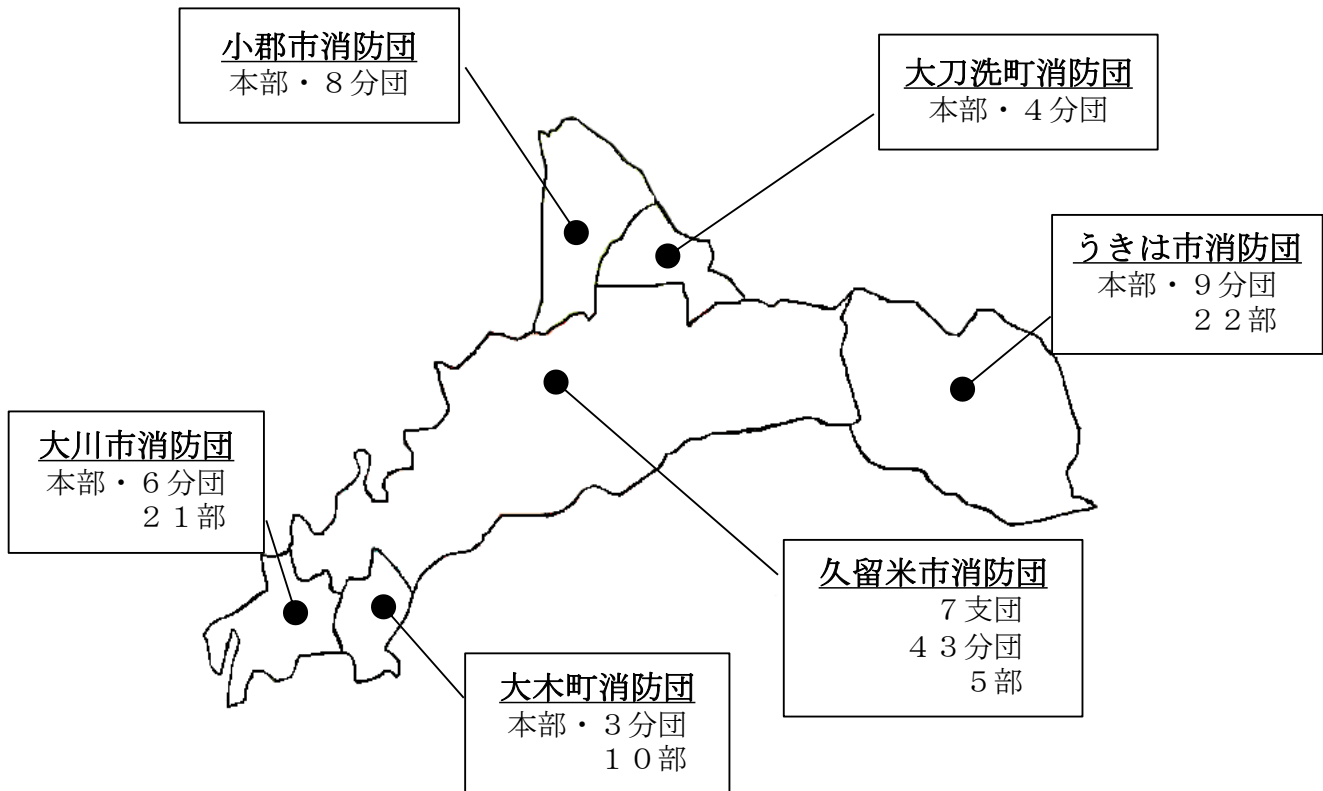 小郡市消防団
本部・８分団
大刀洗町消防団
本部・４分団
うきは市消防団
本部・９分団
２２部
大川市消防団
本部・６分団
２１部
久留米市消防団
７支団
４３分団
５部
大木町消防団
本部・３分団
１０部